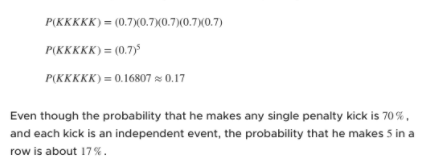 P(KKKKK) = (0.7)(0.7)(0.7)(0.7)(0.7)
P(KKKKK) = (0.7)⁵
P(KKKKK) = 0.16807 ≈ 0.17
Even though the probability that he makes any single penalty kick is 70 %,
and each kick is an independent event, the probability that he makes 5 in a
row is about 17 %.